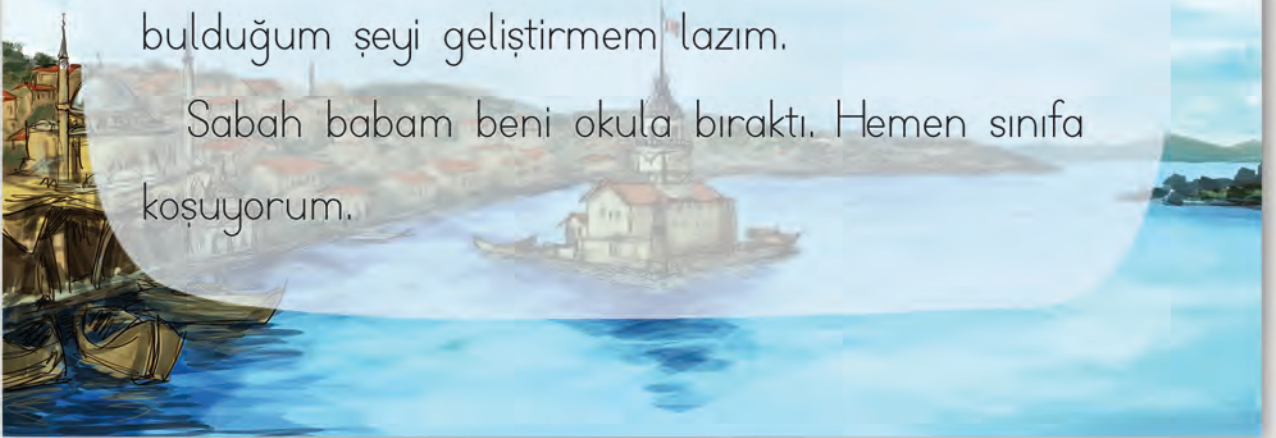 bulduğum şeyi geliştirmem lazım.
Sabah babam beni okula bıraktı. Hemen sınıfa
koşuyorum.